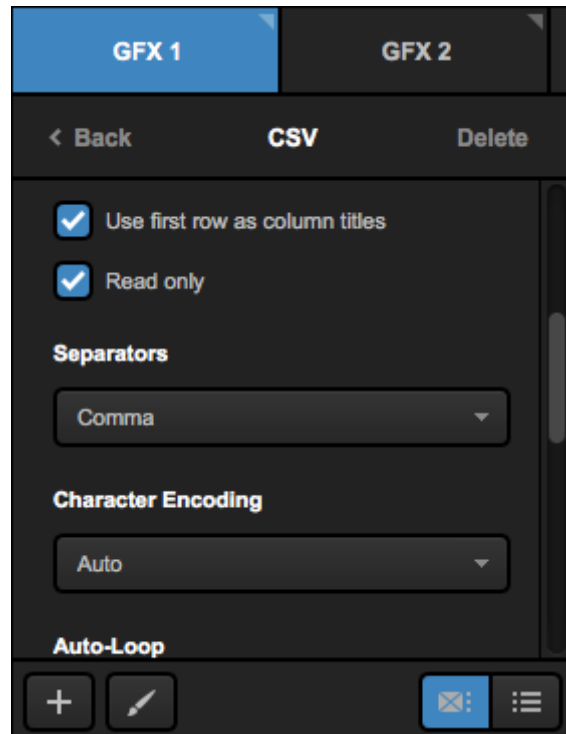 GFX 1 GFX 2
< Back CSV Delete
Use first row as column titles
Read only
Separators
Comma
Character Encoding
Auto
Auto-Loop